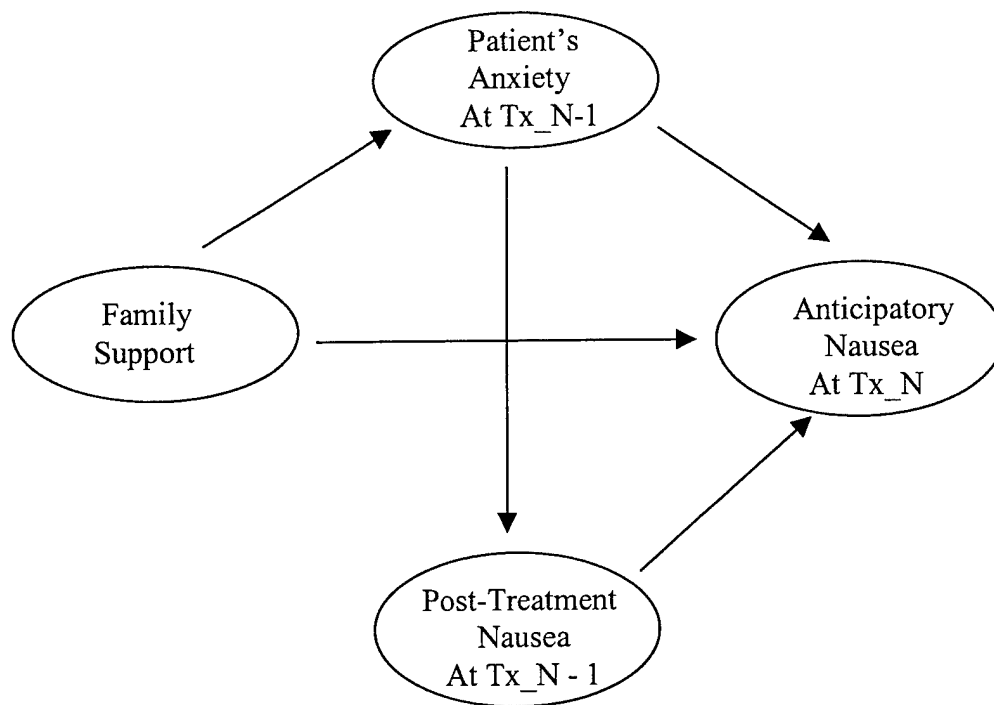 Patient's
Anxiety
At Tx_N-1
Family
Support
Anticipatory
Nausea
At Tx_N
Post-Treatment
Nausea
At Tx_N - 1